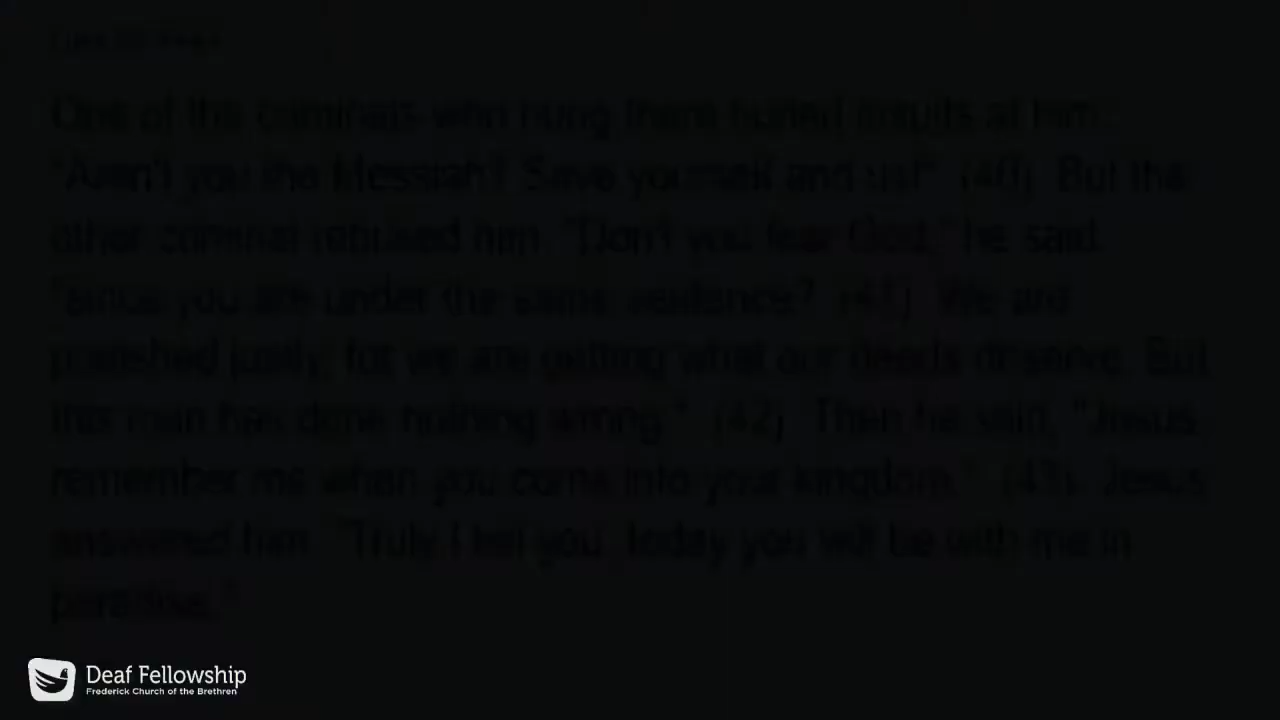 One of the criminals who hung there hurled insults at him:
"Aren't you the Messiah? Save yourself and us!" (40) But the
other criminal rebuked him. "Don't you fear God," he said,
"since you are under the same sentence? (41) We are
punished justly, for we are getting what our deeds deserve. But
this man has done nothing wrong." (42) Then he said, "Jesus
remember me when you come into your kingdom." (43) Jesus
answered him, "Truly I tell you, today you will be with me in
paradise."
Deaf Fellowship
Frederick Church of the Brethren